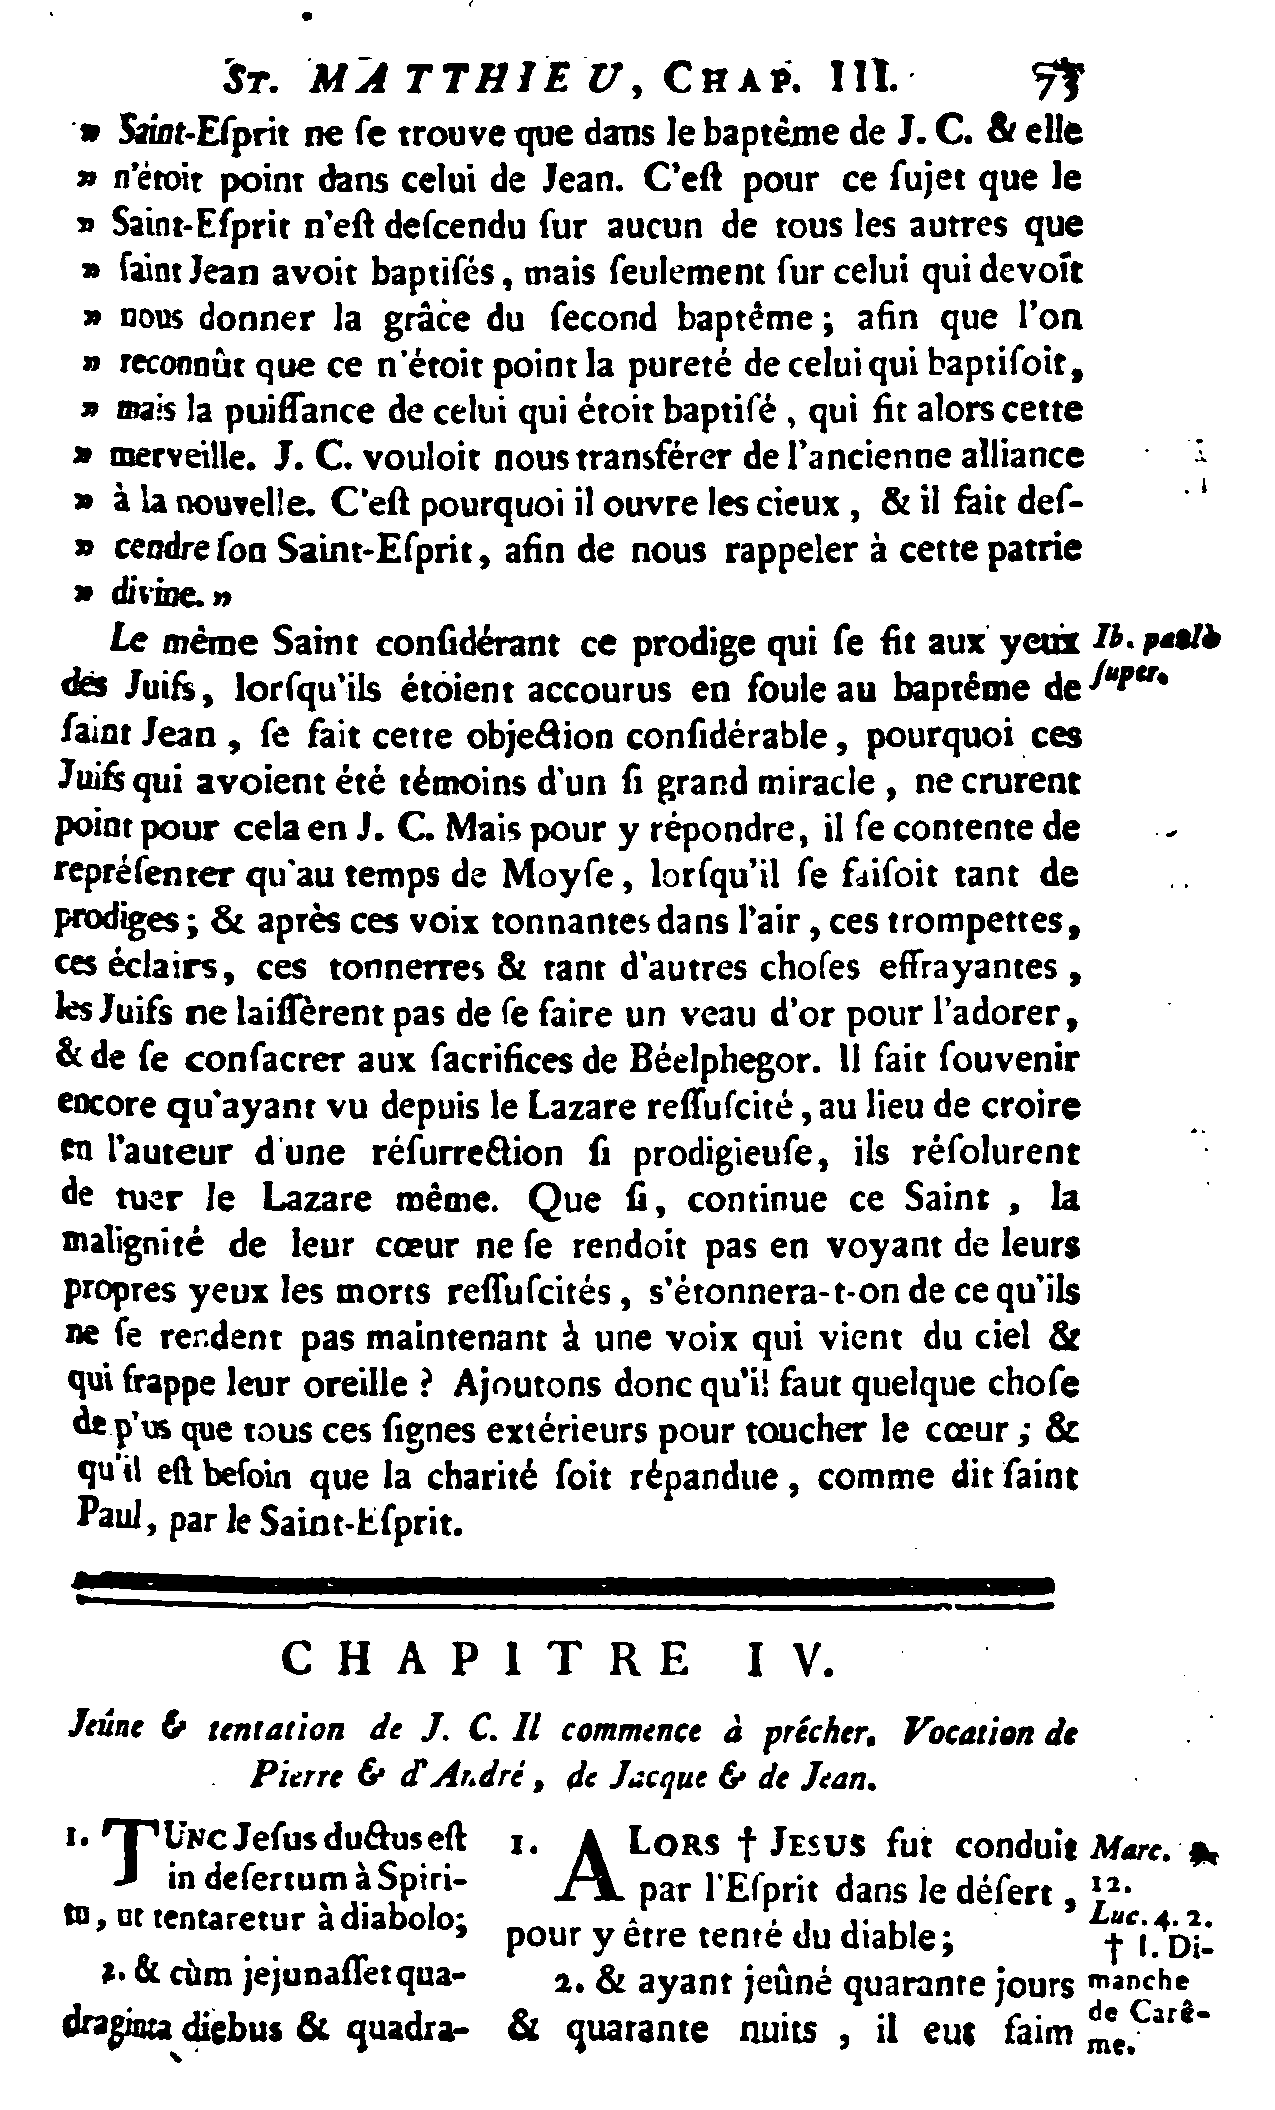 ST. MATTHIEU, CHAP. III.
» Saint-Eſprit ne ſe trouve que dans le baptême de J. C. & elle
» n'étoit point dans celui de Jean. C'eſt pour ce ſujet que le
» Saint-Eſprit n'eſt deſcendu ſur aucun de tous les autres que
» ſaint Jean avoit baptiſés, mais ſeulement ſur celui qui devoit
» nous donner la grâce du ſecond baptême; afin que l'on
» reconnût que ce n'étoit point la pureté de celui qui baptiſoit,
» mais la puiſſance de celui qui étoit baptiſé, qui fit alors cette
» merveille. J. C. vouloit nous transférer de l'ancienne alliance
» à la nouvelle. C'eſt pourquoi il ouvre les cieux, & il fait deſ-
» cendre ſon Saint-Eſprit, afin de nous rappeler à cette patrie
» divine. »
Le même Saint conſidérant ce prodige qui ſe fit aux yeux
Ib. paulò
ſuper.
des Juifs, lorſqu'ils étoient accourus en foule au baptême de
ſaint Jean, ſe fait cette objection conſidérable, pourquoi ces
Juifs qui avoient été témoins d'un ſi grand miracle, ne crurent
point pour cela en J. C. Mais pour y répondre, il ſe contente de
repréſenter qu'au temps de Moyſe, lorſqu'il ſe faiſoit tant de
prodiges; & après ces voix tonnantes dans l'air, ces trompettes,
ces éclairs, ces tonnerres & tant d'autres choſes effrayantes,
les Juifs ne laiſſèrent pas de ſe faire un veau d'or pour l'adorer,
& de ſe conſacrer aux ſacrifices de Béelphegor. Il fait ſouvenir
encore qu'ayant vu depuis le Lazare reſſuſcité, au lieu de croire
en l'auteur d'une réſurrection ſi prodigieuſe, ils réſolurent
de tuer le Lazare même. Que ſi, continue ce Saint, la
malignité de leur cœur ne ſe rendoit pas en voyant de leurs
propres yeux les morts reſſuſcités, s'étonnera-t-on de ce qu'ils
ne ſe rendent pas maintenant à une voix qui vient du ciel &
qui frappe leur oreille ? Ajoutons donc qu'il faut quelque choſe
de plus que tous ces ſignes extérieurs pour toucher le cœur; &
qu'il eſt beſoin que la charité ſoit répandue, comme dit ſaint
Paul, par le Saint-Eſprit.
CHAPITRE IV.
Jeûne & tentation de J. C. Il commence à prêcher. Vocation de
Pierre & d'André, de Jacque & de Jean.
1. TUNC Jeſus ductus eſt
in deſertum à Spiri-
tu, ut tentaretur à diabolo;
2. & cùm jejunaſſet qua-
draginta diebus & quadra-
1. ALORS † JESUS fut conduit
par l'Eſprit dans le déſert,
pour y être tenté du diable;
2. & ayant jeûné quarante jours
& quarante nuits, il eut faim
Marc.
12.
Luc. 4. 2.
† I. Di-
manche
de Carê-
me.